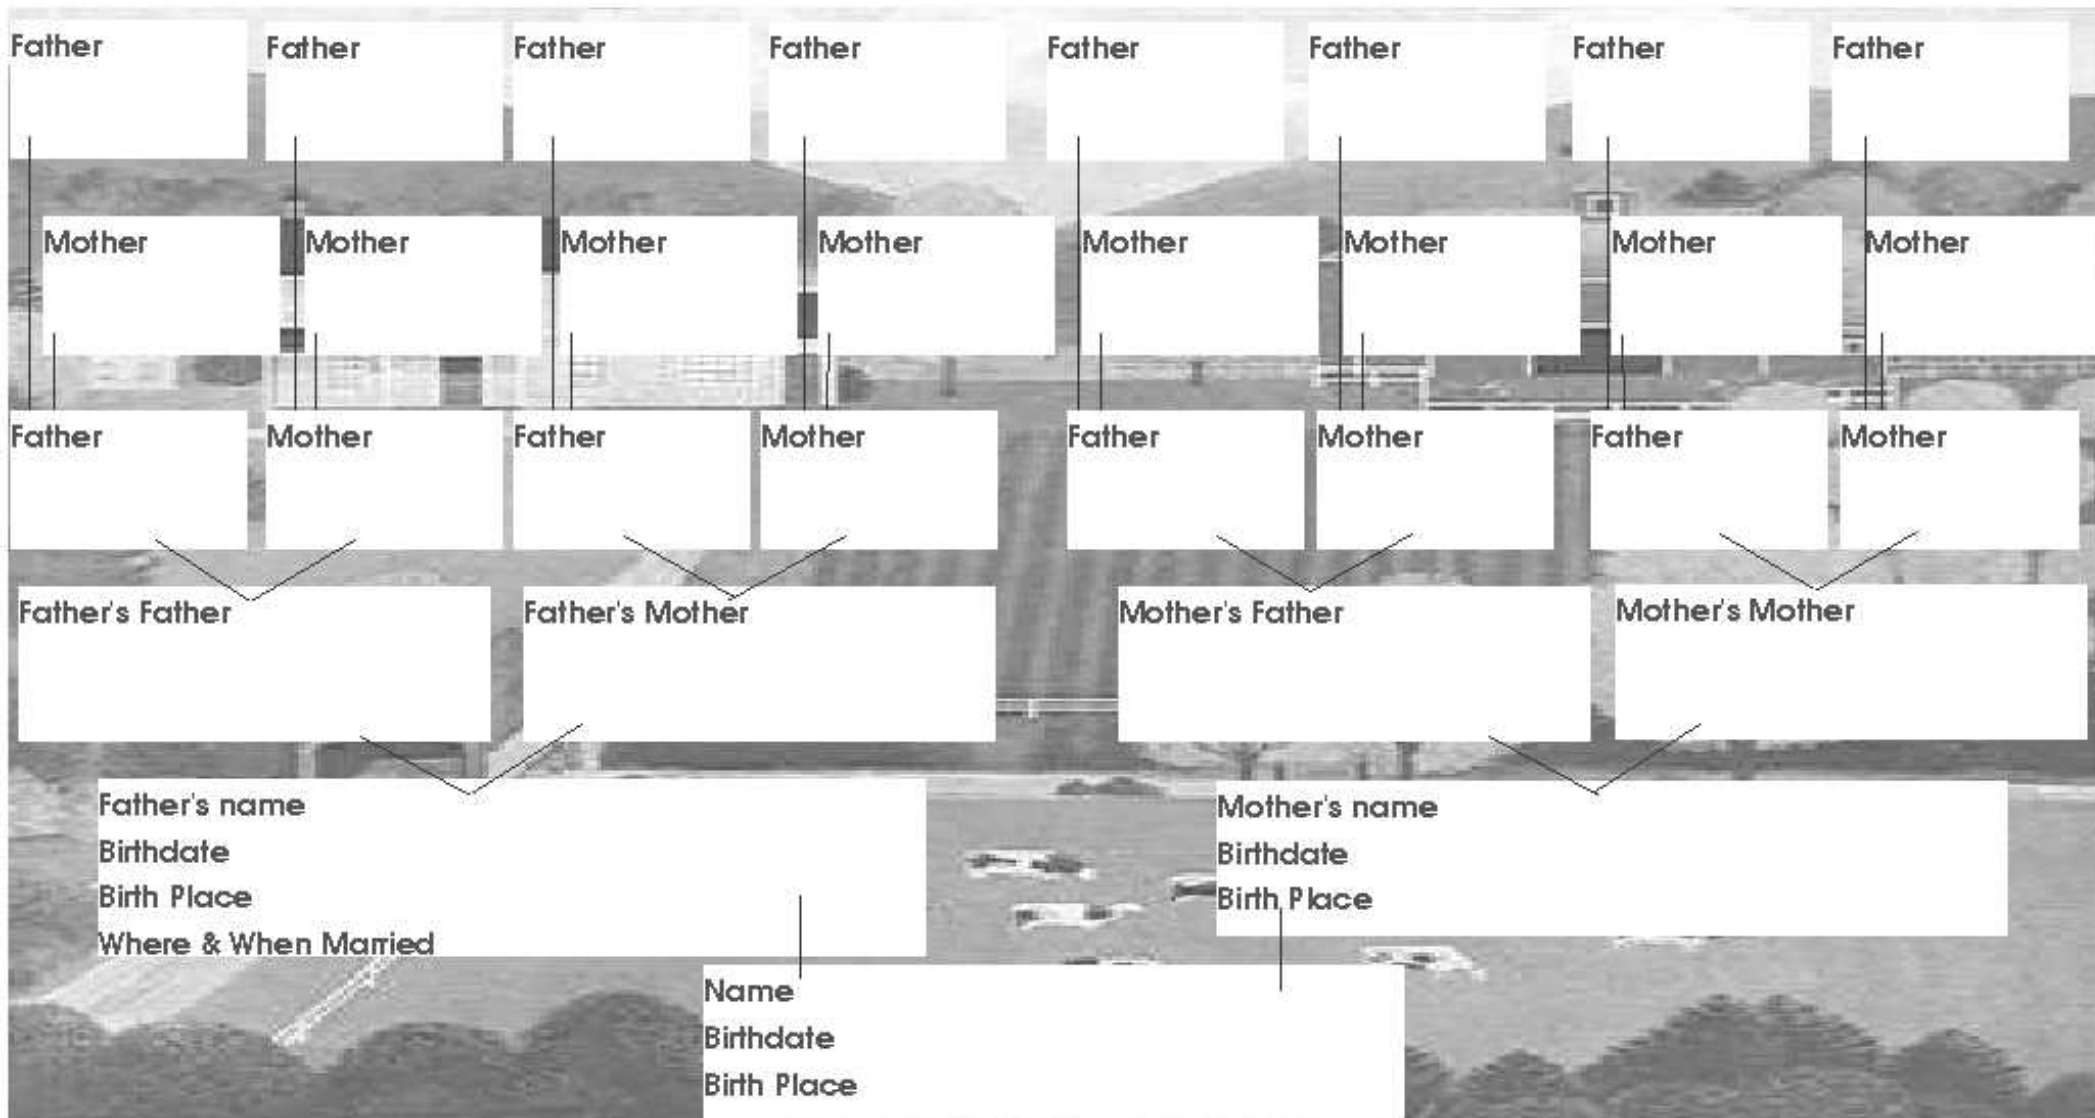 Father Father Father Father Father Father Father Father
Mother Mother Mother Mother Mother Mother Mother Mother
Father Mother Father Mother Father Mother Father Mother
Father's Father Father's Mother Mother's Father Mother's Mother
Father's name
Birthdate
Birth Place
Where & When Married
Mother's name
Birthdate
Birth Place
Name
Birthdate
Birth Place